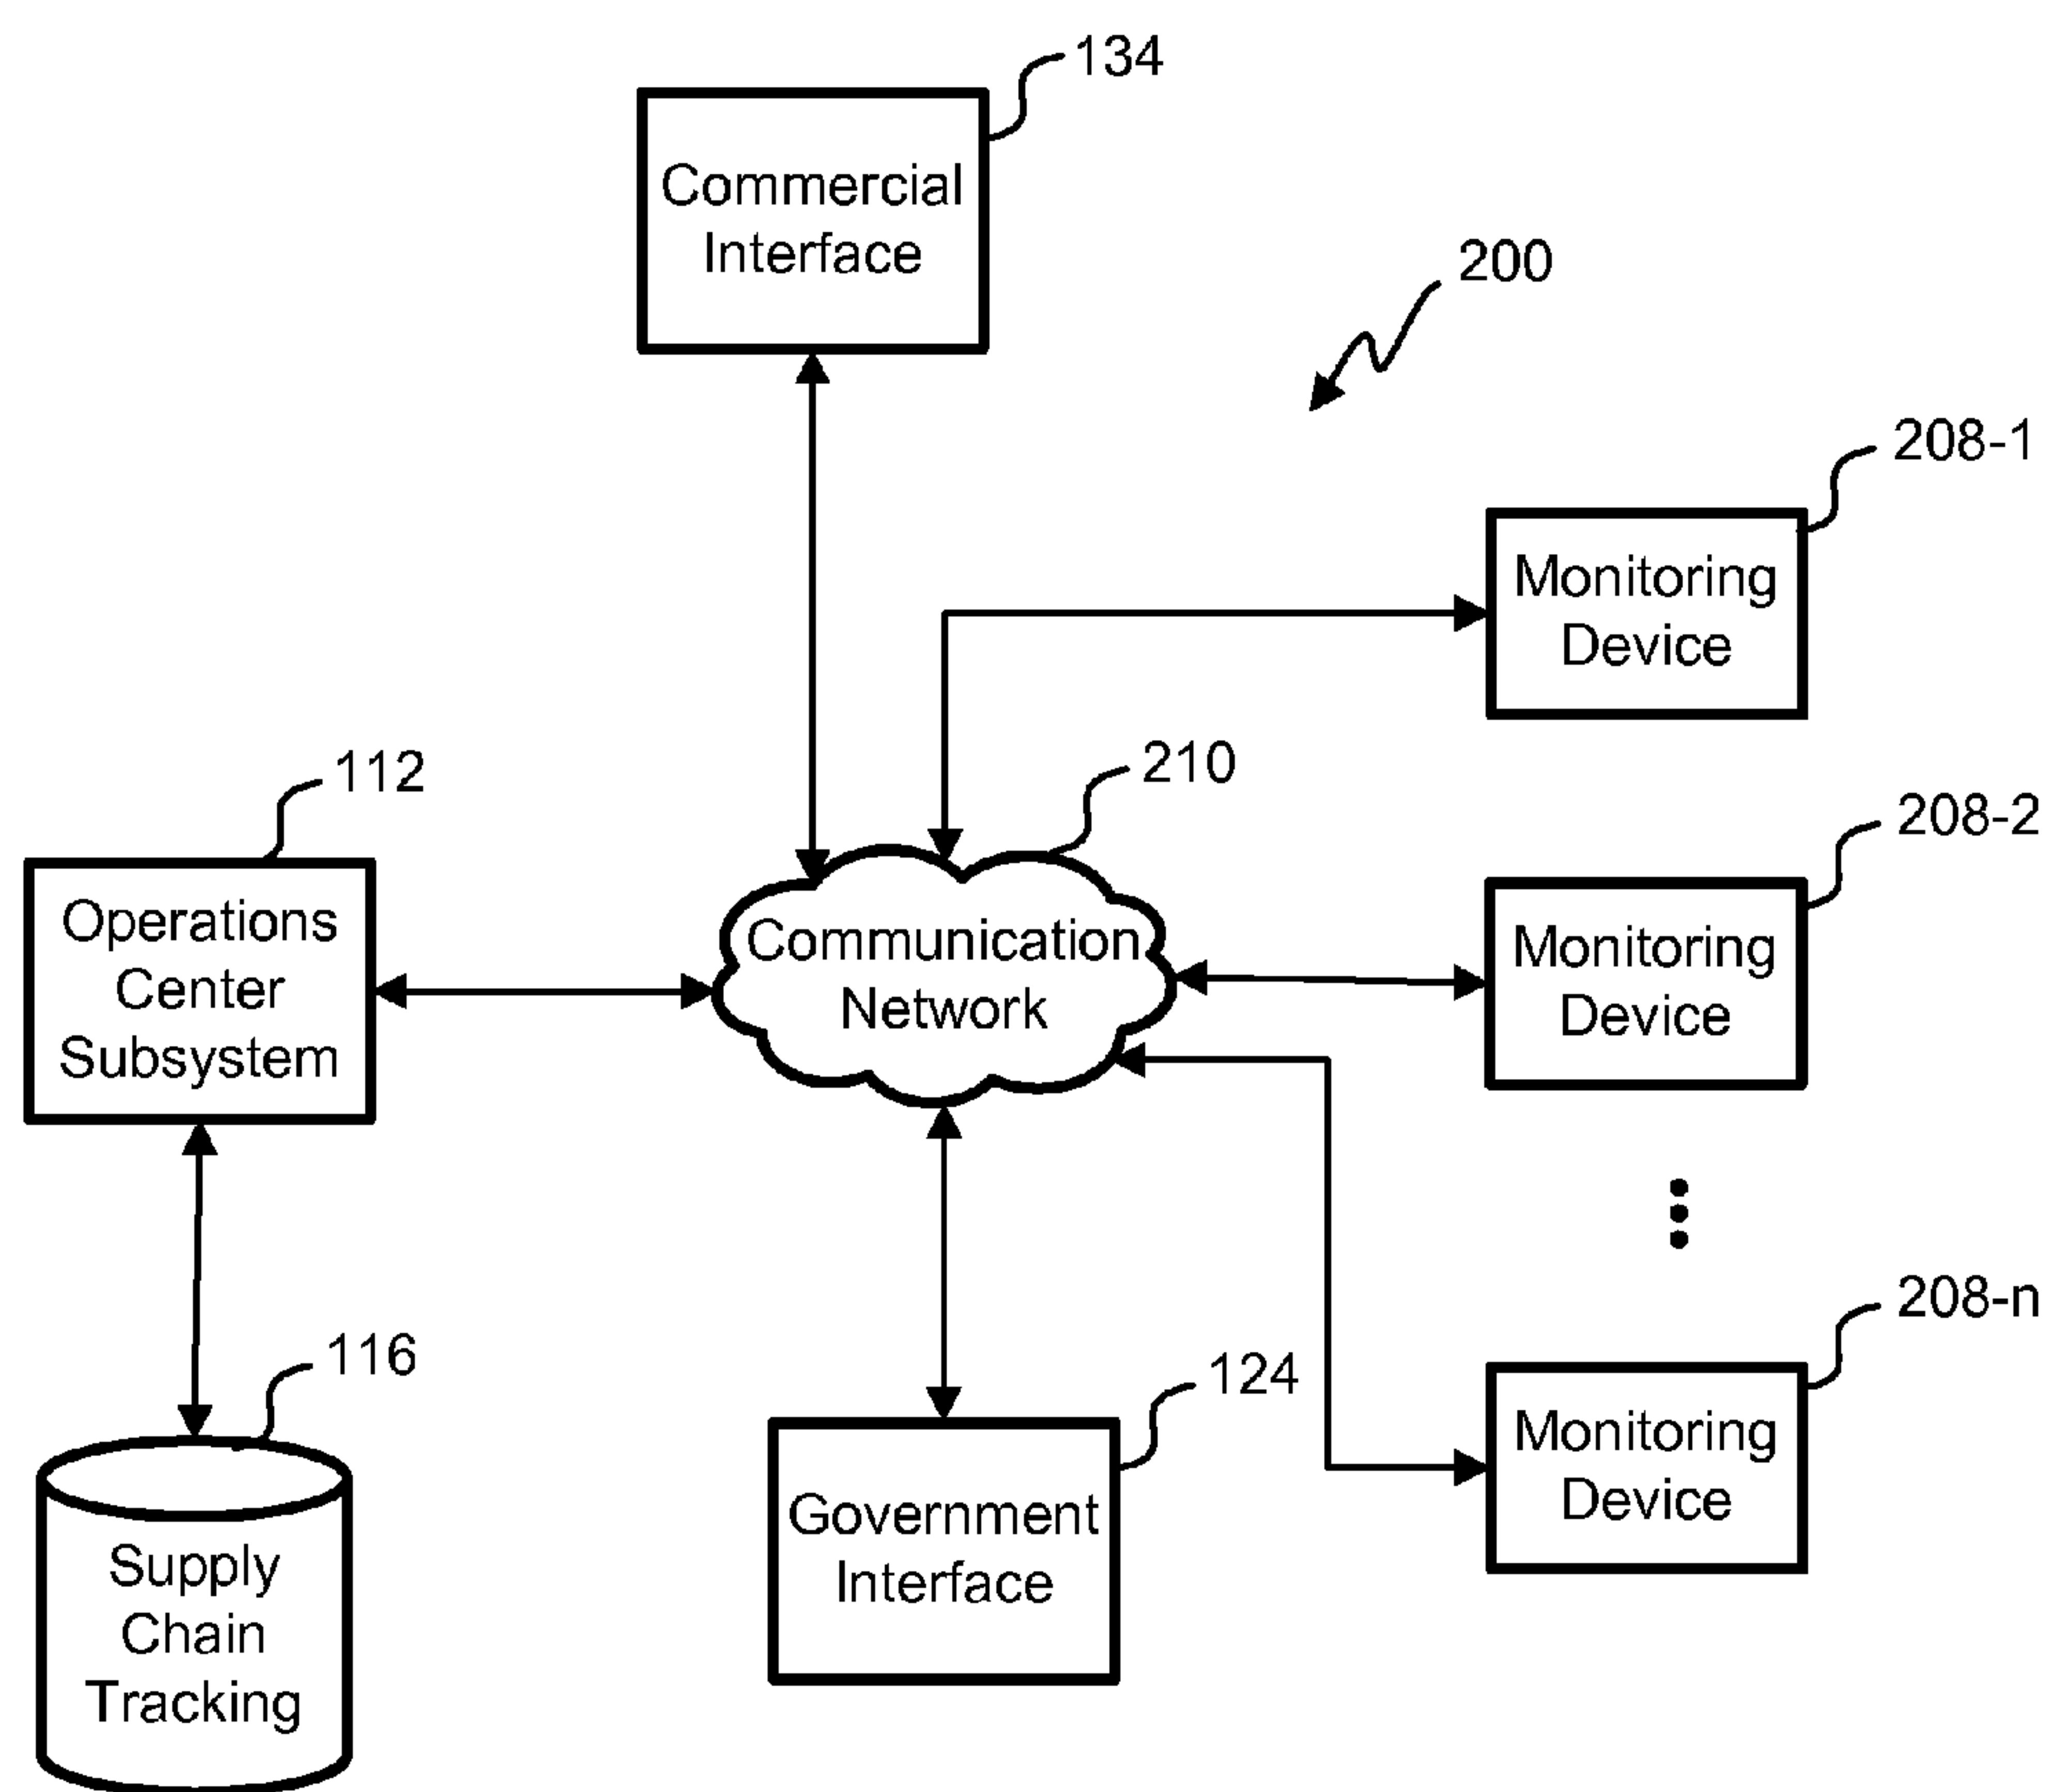 134
Commercial
Interface
200
208-1
Monitoring
Device
112
210
208-2
Operations
Center
Subsystem
Communication
Network
Monitoring
Device
116
124
208-n
Supply
Chain
Tracking
Government
Interface
Monitoring
Device